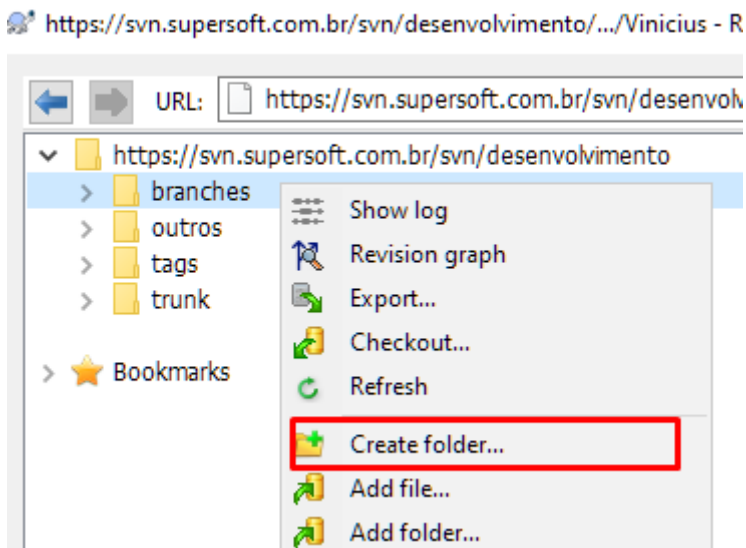 https://svn.supersoft.com.br/svn/desenvolvimento/.../Vinicius - R
URL: https://svn.supersoft.com.br/svn/desenvolv
https://svn.supersoft.com.br/svn/desenvolvimento
branches
outros
tags
trunk
Bookmarks
Show log
Revision graph
Export...
Checkout...
Refresh
Create folder...
Add file...
Add folder...